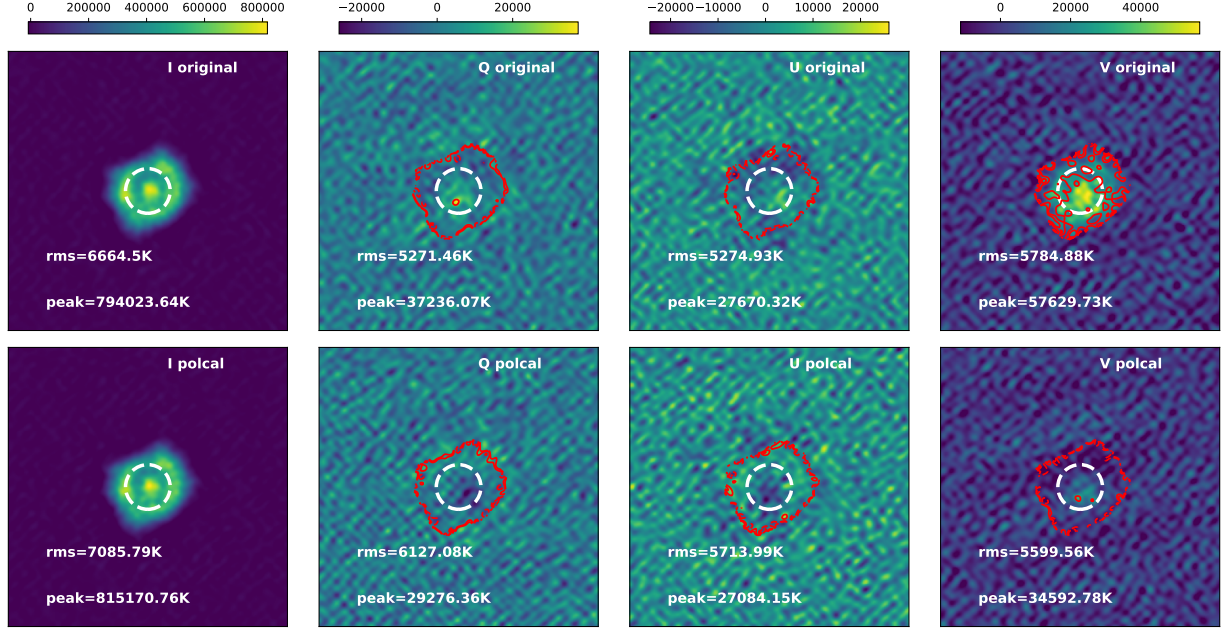 0 200000 400000 600000 800000
−20000 0 20000
−20000 −10000 0 10000 20000
0 20000 40000
I original
Q original
U original
V original
rms=6664.5K
rms=5271.46K
rms=5274.93K
rms=5784.88K
peak=794023.64K
peak=37236.07K
peak=27670.32K
peak=57629.73K
I polcal
Q polcal
U polcal
V polcal
rms=7085.79K
rms=6127.08K
rms=5713.99K
rms=5599.56K
peak=815170.76K
peak=29276.36K
peak=27084.15K
peak=34592.78K